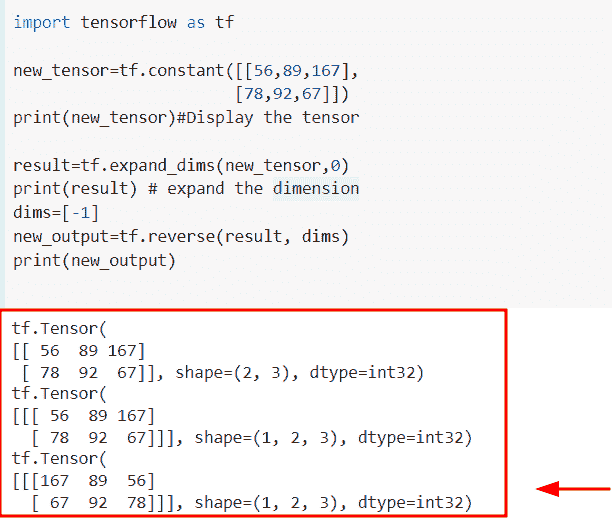 import tensorflow as tf
new_tensor=tf.constant([[56,89,167],
[78,92,67]])
print(new_tensor)#Display the tensor
result=tf.expand_dims(new_tensor,0)
print(result) # expand the dimension
dims=[-1]
new_output=tf.reverse(result, dims)
print(new_output)
tf.Tensor(
[[ 56  89 167]
 [ 78  92  67]], shape=(2, 3), dtype=int32)
tf.Tensor(
[[[ 56  89 167]
  [ 78  92  67]]], shape=(1, 2, 3), dtype=int32)
tf.Tensor(
[[[167  89  56]
  [ 67  92  78]]], shape=(1, 2, 3), dtype=int32)